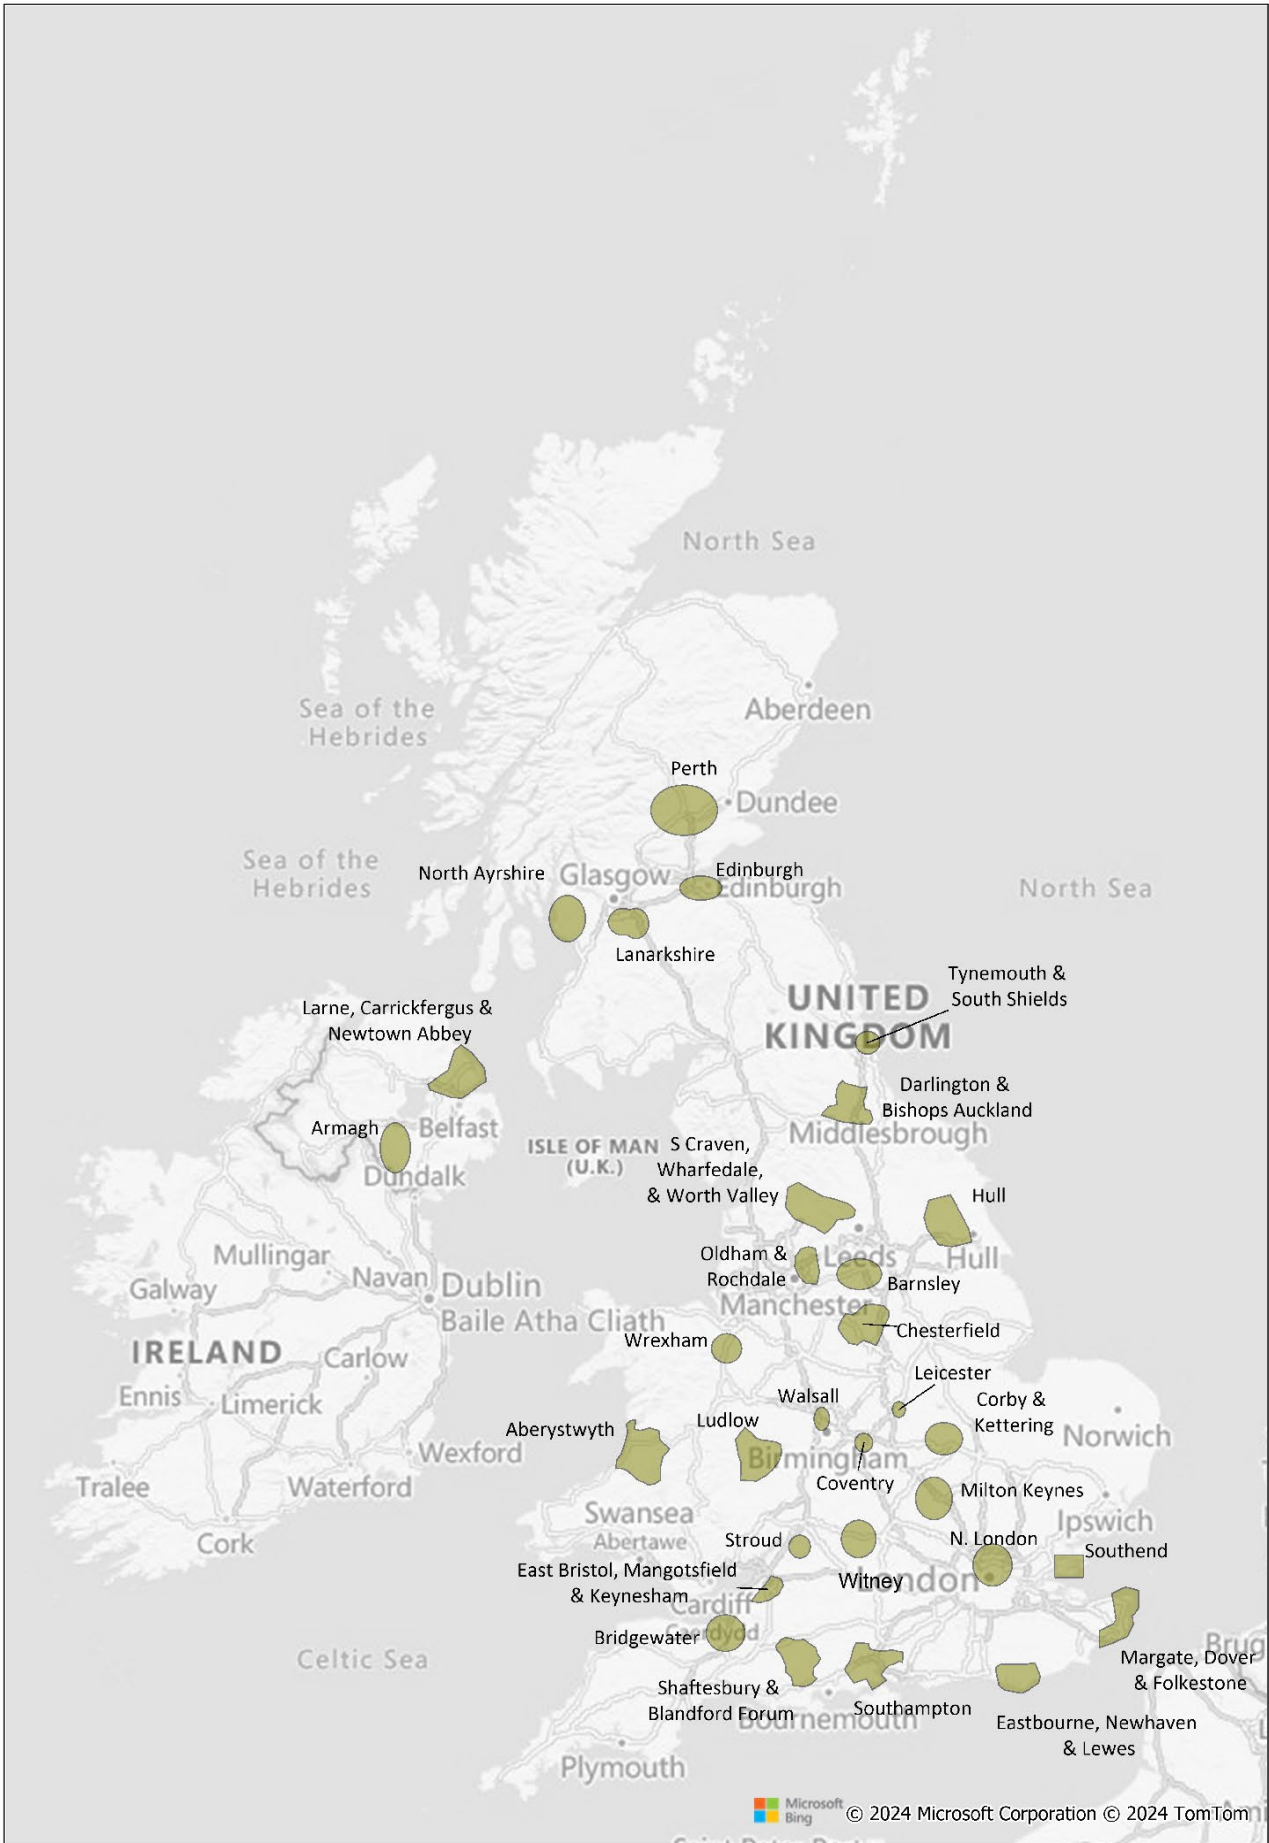 North Sea
Aberdeen
Sea of the
Hebrides
Perth
Dundee
Sea of the
Hebrides
North Ayrshire
Glasgow
Edinburgh
Edinburgh
North Sea
Lanarkshire
Tynemouth &
South Shields
UNITED
KINGDOM
Larne, Carrickfergus &
Newtown Abbey
Darlington &
Bishops Auckland
Armagh
Belfast
Middlesbrough
ISLE OF MAN
(U.K.)
S Craven,
Wharfedale,
& Worth Valley
Dundalk
Hull
Hull
Mullingar
Oldham &
Rochdale
Leeds
Galway
Navan
Dublin
Baile Atha Cliath
Barnsley
Manchester
Chesterfield
Wrexham
IRELAND
Carlow
Leicester
Ennis
Limerick
Walsall
Corby &
Kettering
Aberystwyth
Ludlow
Norwich
Wexford
Birmingham
Coventry
Tralee
Waterford
Milton Keynes
Swansea
Abertawe
Ipswich
Cork
Stroud
N. London
Southend
East Bristol, Mangotsfield
& Keynesham
Witney
London
Cardiff
Caerdydd
Bridgewater
Celtic Sea
Brug
Margate, Dover
& Folkestone
Shaftesbury &
Blandford Forum
Southampton
Bournemouth
Eastbourne, Newhaven
& Lewes
Plymouth
Microsoft
Bing
© 2024 Microsoft Corporation © 2024 TomTom